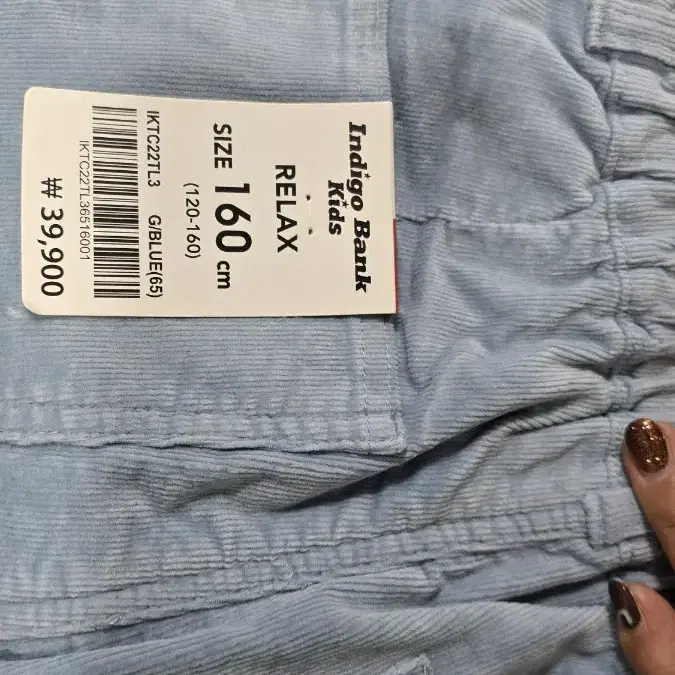 Indigo Bank
Kids
RELAX
SIZE 160 cm
(120-160)
IKTC22TL3 G/BLUE(65)
IKTC22TL36516001
₩ 39,900